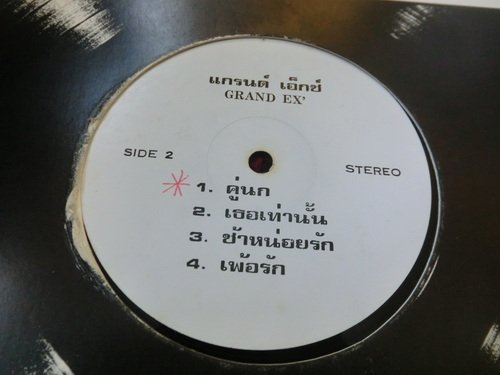 แกรนด์ เอ็กซ์
GRAND EX'
SIDE 2
STEREO
1. คู่นก
2. เธอเท่านั้น
3. ช้าหน่อยรัก
4. เพ้อรัก